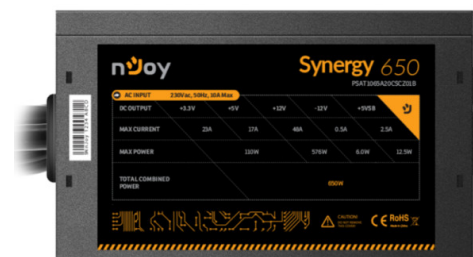 nJoy
Synergy 650
PSAT1065A20CSCZ01B
AC INPUT 230Vac, 50Hz, 10A Max
DC OUTPUT +3.3V +5V +12V -12V +5VSB
MAX CURRENT 23A 17A 48A 0.5A 2.5A
MAX POWER 110W 576W 6.0W 12.5W
TOTAL COMBINED POWER 650W
CAUTION!
CE RoHS